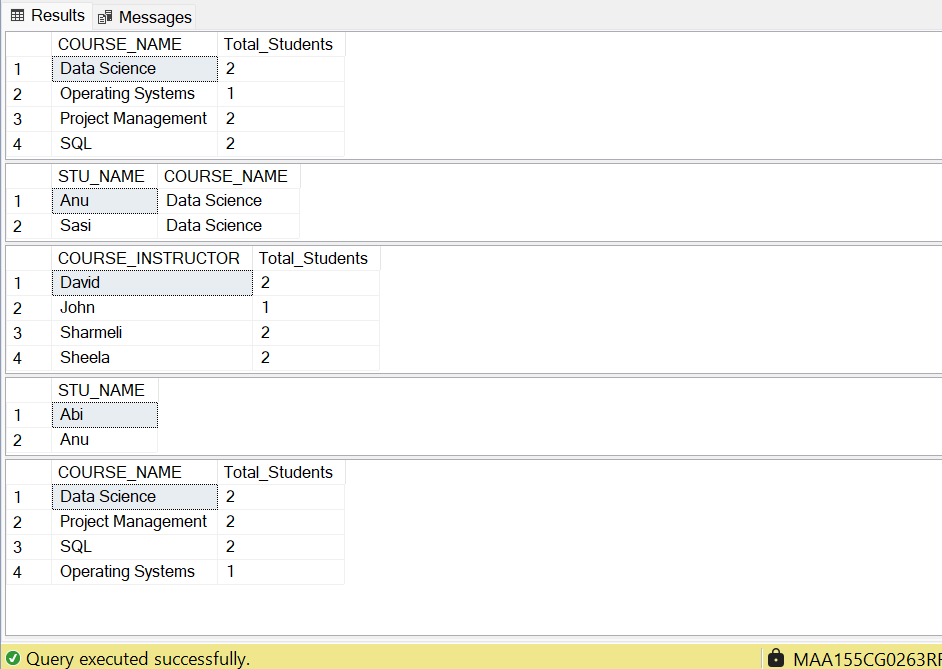 Results Messages
COURSE_NAME Total_Students
1 Data Science 2
2 Operating Systems 1
3 Project Management 2
4 SQL 2
STU_NAME COURSE_NAME
1 Anu Data Science
2 Sasi Data Science
COURSE_INSTRUCTOR Total_Students
1 David 2
2 John 1
3 Sharmeli 2
4 Sheela 2
STU_NAME
1 Abi
2 Anu
COURSE_NAME Total_Students
1 Data Science 2
2 Project Management 2
3 SQL 2
4 Operating Systems 1
Query executed successfully. MAA155CG0263RF